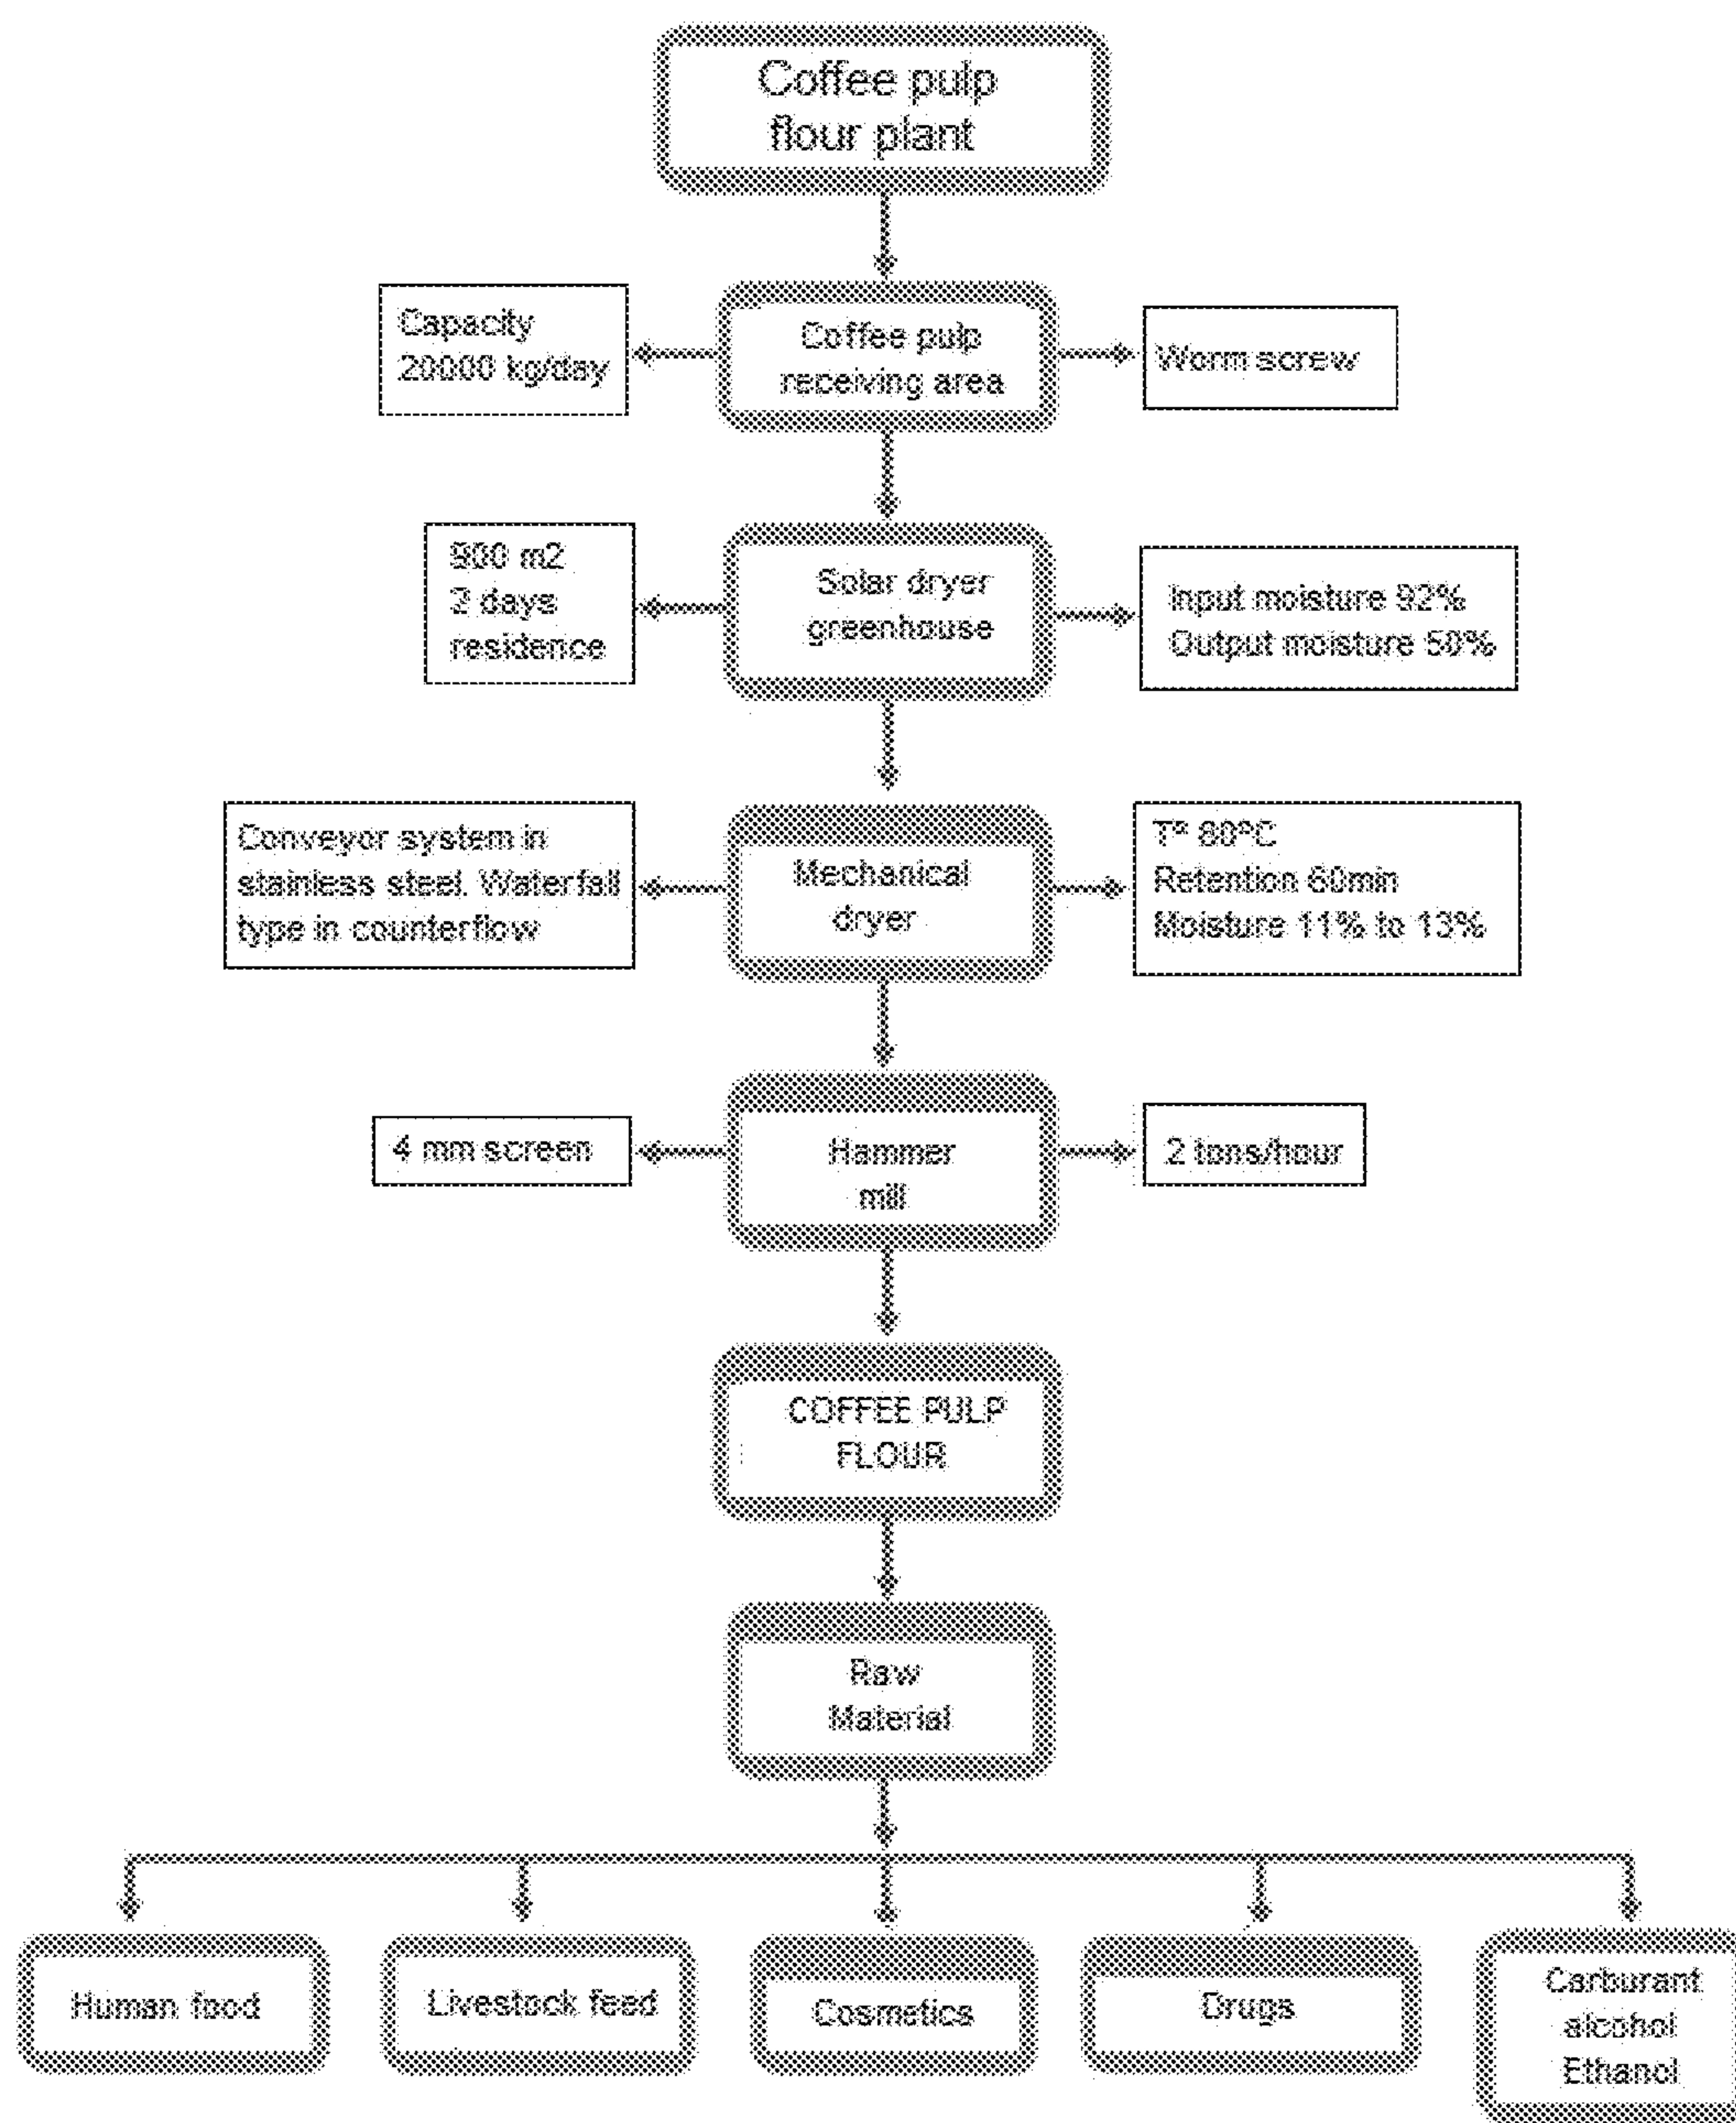 Coffee pulp
flour plant
Capacity
20000 kg/day
Coffee pulp
receiving area
Worm screw
900 m2
2 days
residence
Solar dryer
greenhouse
Input moisture 92%
Output moisture 50%
Conveyor system in
stainless steel. Waterfall
type in counterflow
Mechanical
dryer
Tª 80ºC
Retention 60min
Moisture 11% to 13%
4 mm screen
Hammer
mill
2 tons/hour
COFFEE PULP
FLOUR
Raw
Material
Human food
Livestock feed
Cosmetics
Drugs
Carburant
alcohol
Ethanol